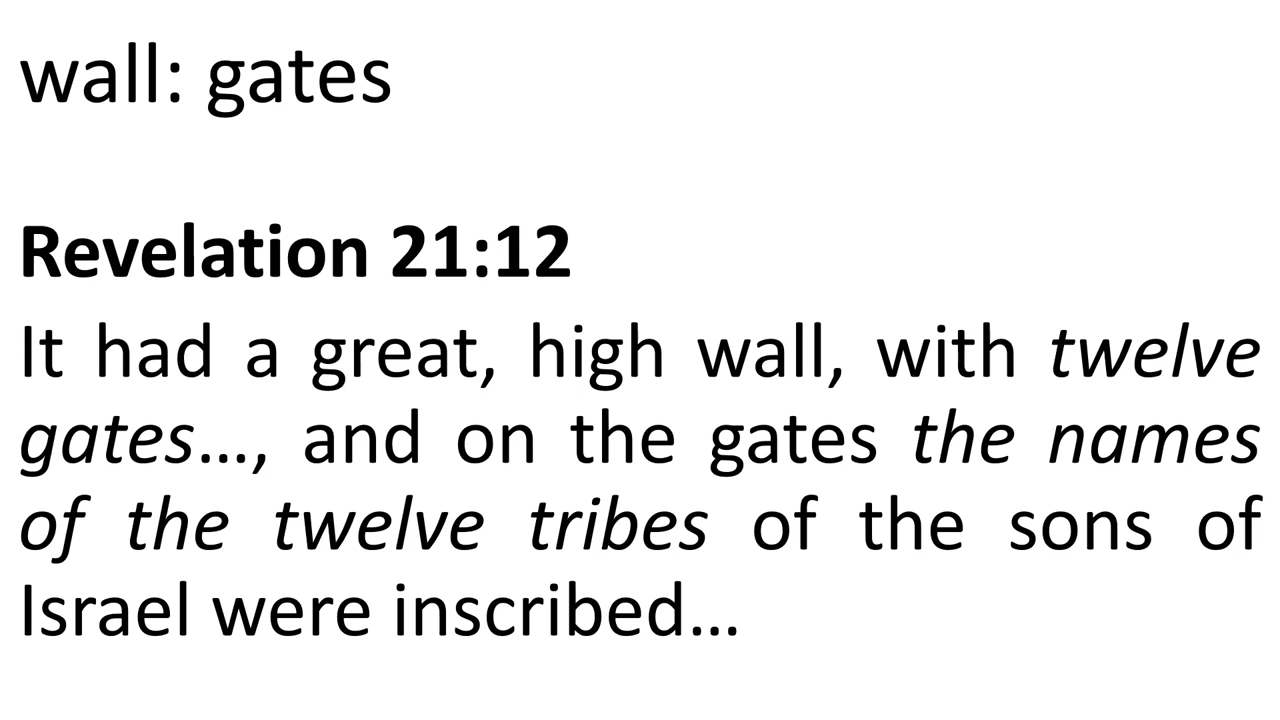 wall: gates
Revelation 21:12
It had a great, high wall, with twelve
gates…, and on the gates the names
of the twelve tribes of the sons of
Israel were inscribed…